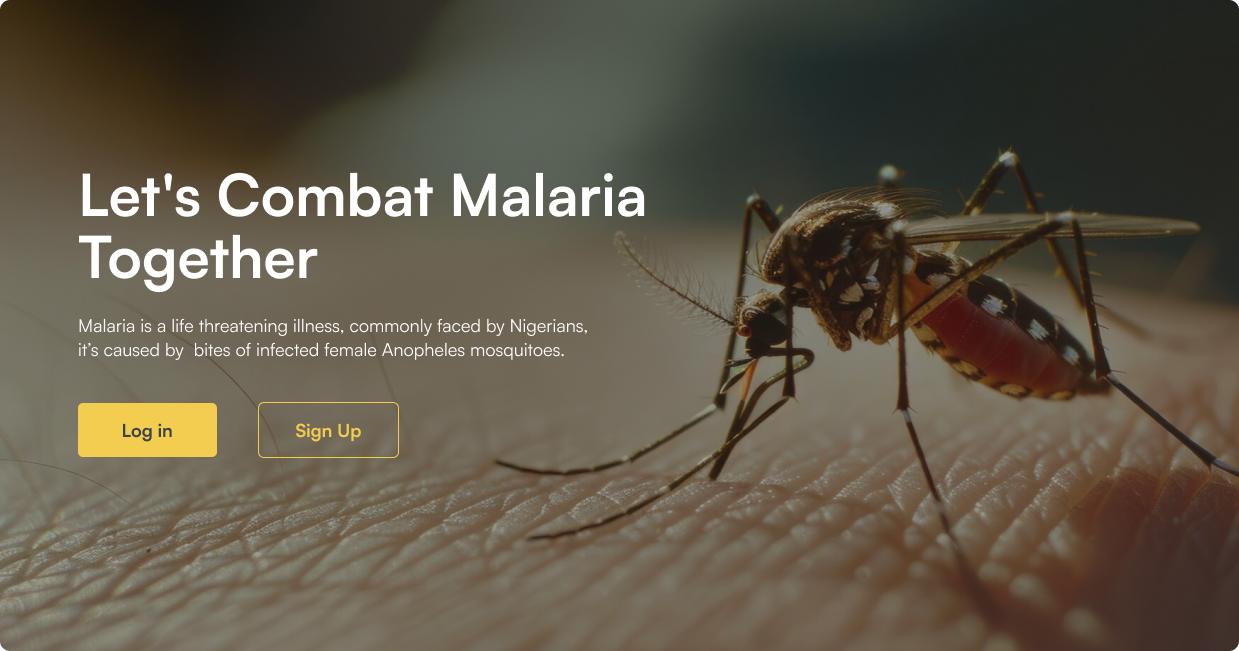 Let's Combat Malaria
Together
Malaria is a life threatening illness, commonly faced by Nigerians,
it’s caused by  bites of infected female Anopheles mosquitoes.
Log in
Sign Up